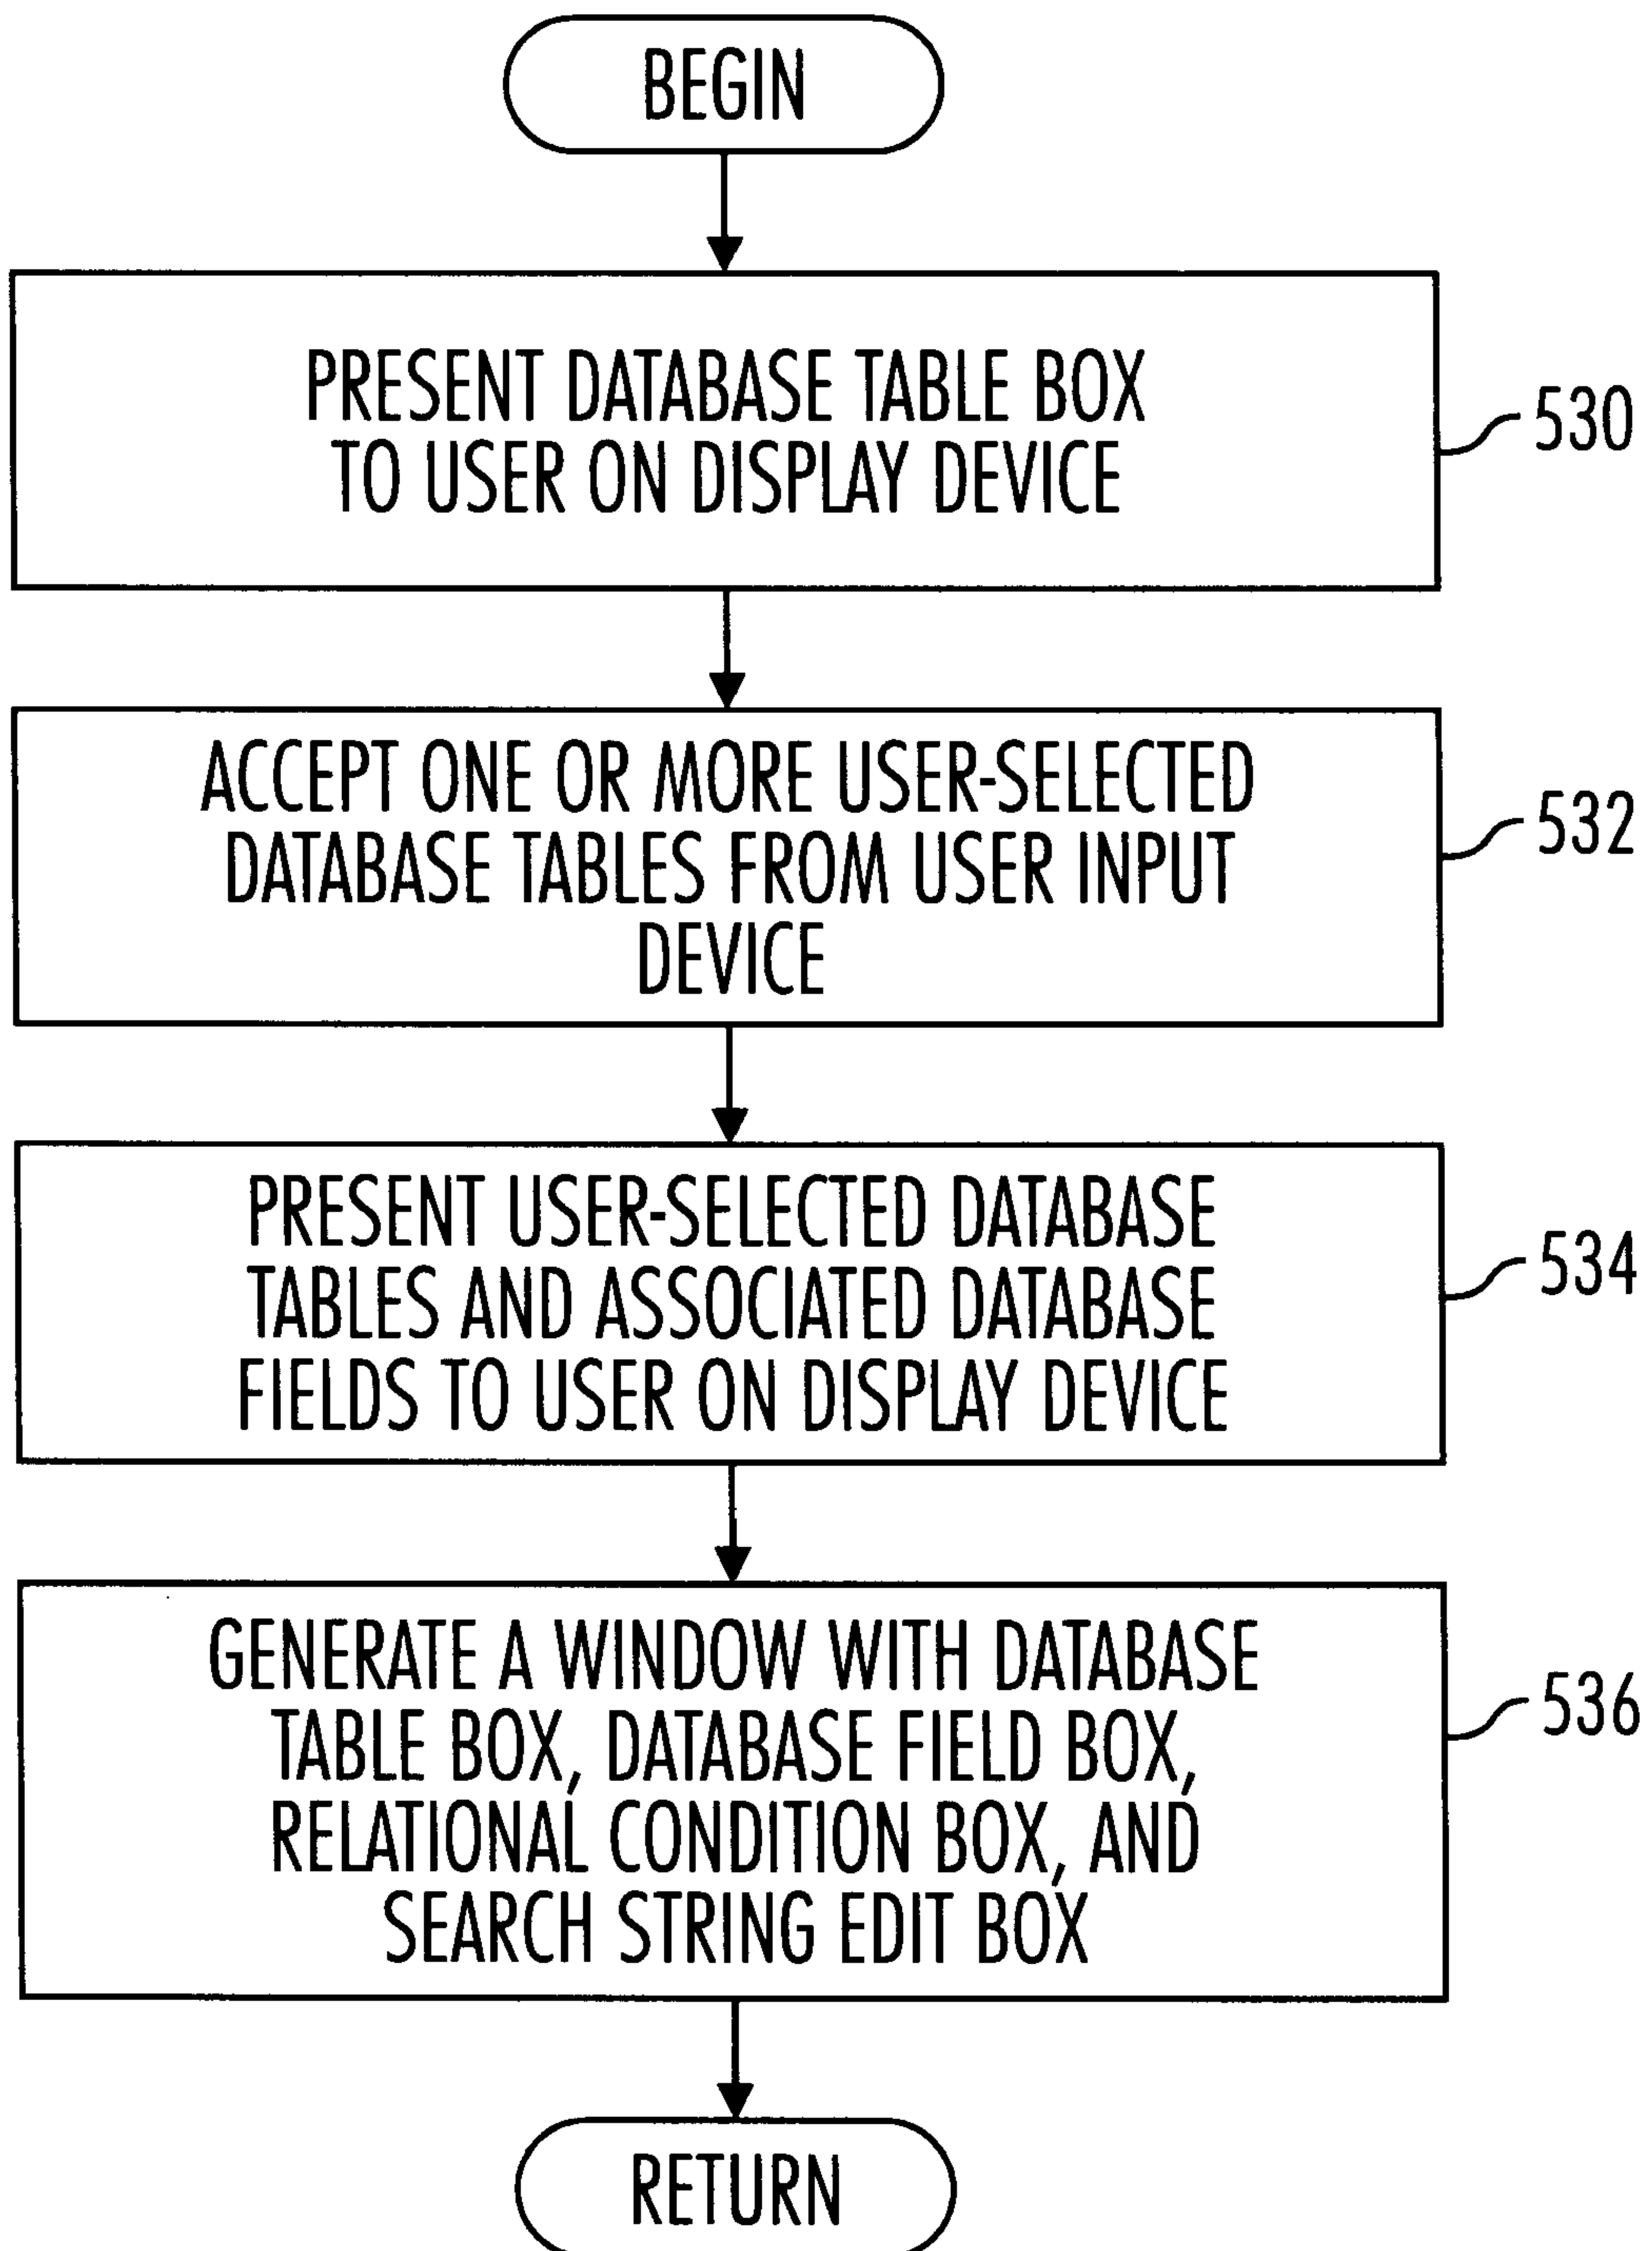 BEGIN
PRESENT DATABASE TABLE BOX
TO USER ON DISPLAY DEVICE
530
ACCEPT ONE OR MORE USER-SELECTED
DATABASE TABLES FROM USER INPUT
DEVICE
532
PRESENT USER-SELECTED DATABASE
TABLES AND ASSOCIATED DATABASE
FIELDS TO USER ON DISPLAY DEVICE
534
GENERATE A WINDOW WITH DATABASE
TABLE BOX, DATABASE FIELD BOX,
RELATIONAL CONDITION BOX, AND
SEARCH STRING EDIT BOX
536
RETURN